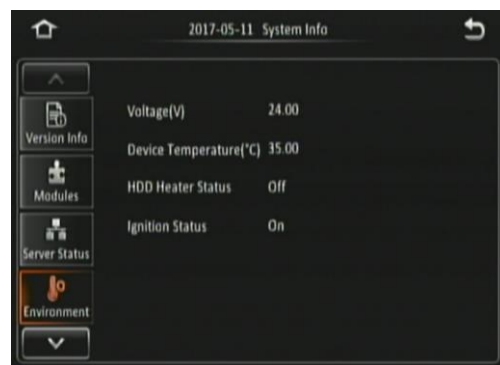 2017-05-11 System Info
Version Info
Modules
Server Status
Environment
Voltage(V) 24.00
Device Temperature(°C) 35.00
HDD Heater Status Off
Ignition Status On